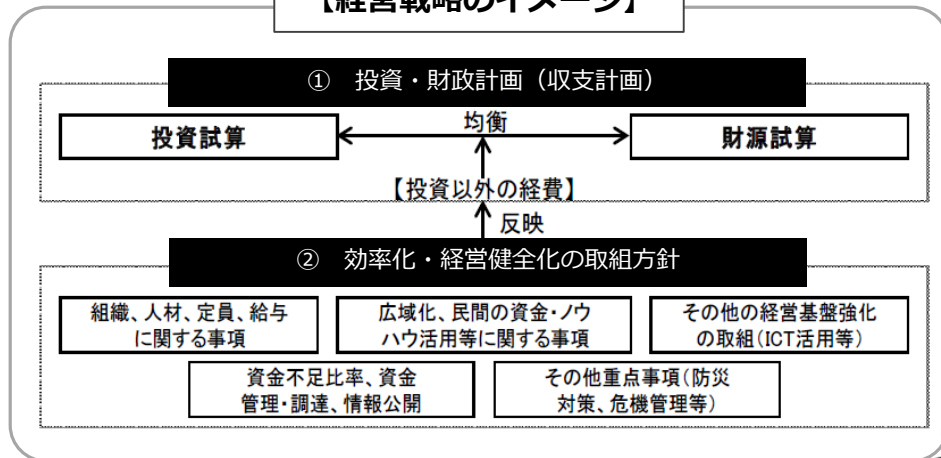 【経営戦略のイメージ】
① 投資・財政計画（収支計画）
投資試算
均衡
財源試算
【投資以外の経費】
反映
② 効率化・経営健全化の取組方針
組織、人材、定員、給与
に関する事項
広域化、民間の資金・ノウ
ハウ活用等に関する事項
その他の経営基盤強化
の取組(ICT活用等)
資金不足比率、資金
管理・調達、情報公開
その他重点事項(防災
対策、危機管理等)